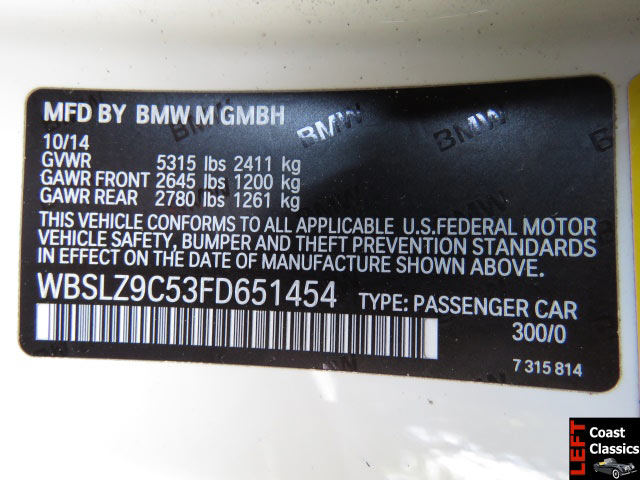 MFD BY BMW M GMBH
10/14
GVWR 5315 lbs 2411 kg
GAWR FRONT 2645 lbs 1200 kg
GAWR REAR 2780 lbs 1261 kg
THIS VEHICLE CONFORMS TO ALL APPLICABLE U.S.FEDERAL MOTOR
VEHICLE SAFETY, BUMPER AND THEFT PREVENTION STANDARDS
IN EFFECT ON THE DATE OF MANUFACTURE SHOWN ABOVE.
WBSLZ9C53FD651454 TYPE: PASSENGER CAR
300/0
7 315 814
BMW
LEFT
Coast
Classics